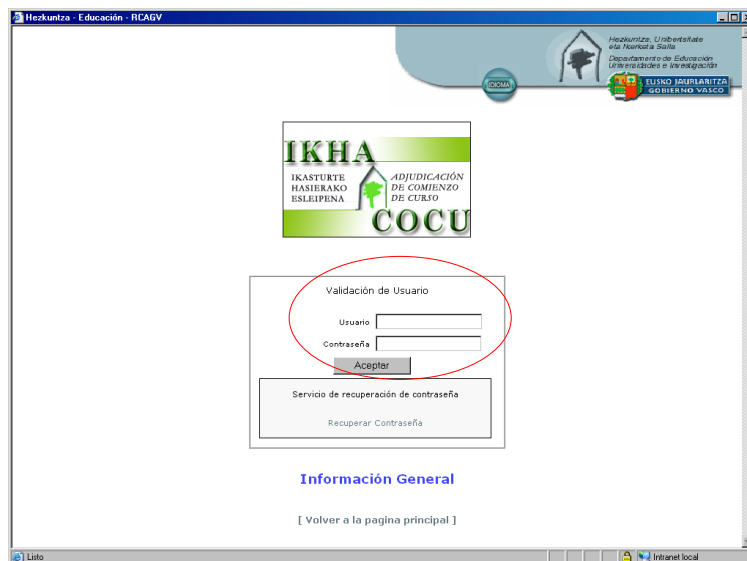 Hezkuntza - Educación - RCAGV
Hezkuntza, Unibertsitate
eta Ikerketa Saila
Departamento de Educación
Universidades e Investigación
IDIOMA
EUSKO JAURLARITZA
GOBIERNO VASCO
IKHA
IKASTURTE
HASIERAKO
ESLEIPENA
ADJUDICACIÓN
DE COMIENZO
DE CURSO
COCU
Validación de Usuario
Usuario
Contraseña
Aceptar
Servicio de recuperación de contraseña
Recuperar Contraseña
Información General
[ Volver a la pagina principal ]
Listo
Intranet local